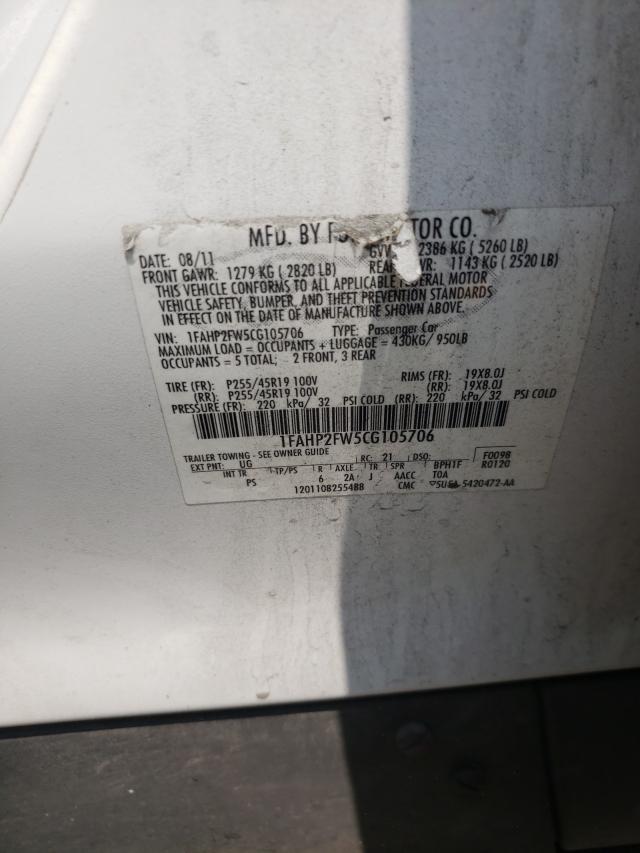 MFD. BY F TOR CO.
DATE: 08/11 GVW 2386 KG ( 5260 LB)
FRONT GAWR: 1279 KG ( 2820 LB) REAR WR: 1143 KG ( 2520 LB)
THIS VEHICLE CONFORMS TO ALL APPLICABLE FEDERAL MOTOR
VEHICLE SAFETY, BUMPER, AND THEFT PREVENTION STANDARDS
IN EFFECT ON THE DATE OF MANUFACTURE SHOWN ABOVE.
VIN: 1FAHP2FW5CG105706 TYPE: Passenger Car
MAXIMUM LOAD = OCCUPANTS + LUGGAGE = 430KG/950LB
OCCUPANTS = 5 TOTAL; 2 FRONT, 3 REAR
TIRE (FR): P255/45R19 100V RIMS (FR): 19X8.0J
(RR): P255/45R19 100V (RR): 19X8.0J
PRESSURE (FR): 220 kPa/ 32 PSI COLD (RR): 220 kPa/ 32 PSI COLD
1FAHP2FW5CG105706
TRAILER TOWING - SEE OWNER GUIDE F0098
EXT PNT: UG RC: 21 DSO: R0120
INT TR TP/PS R AXLE TR SPR BPH1F
PS 6 2A J AACC TOA
12011082554BB CMC 5420472-AA